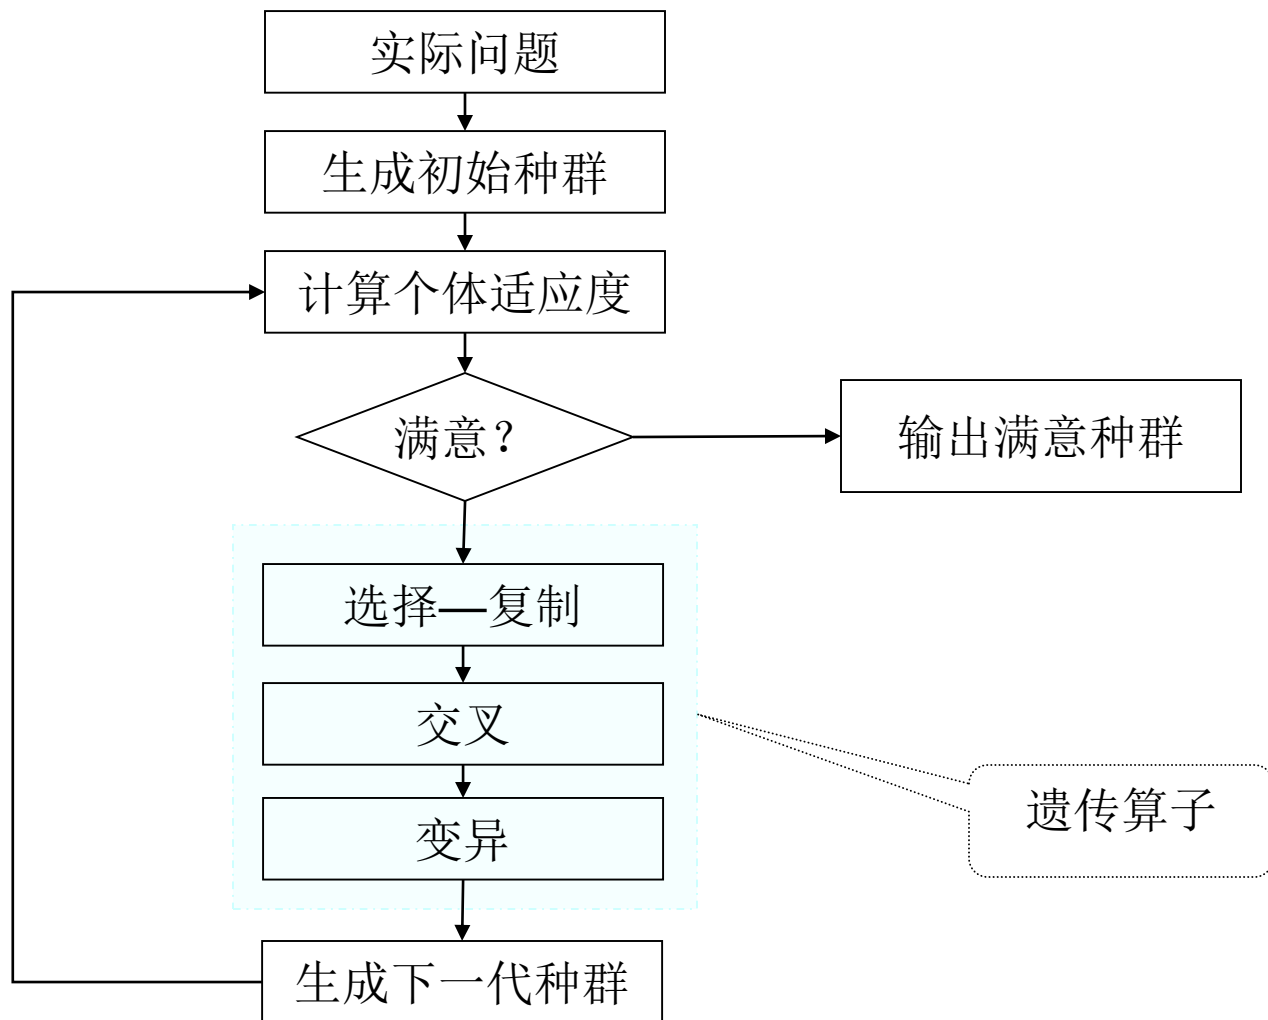 实际问题
生成初始种群
计算个体适应度
满意?
输出满意种群
选择—复制
交叉
变异
遗传算子
生成下一代种群